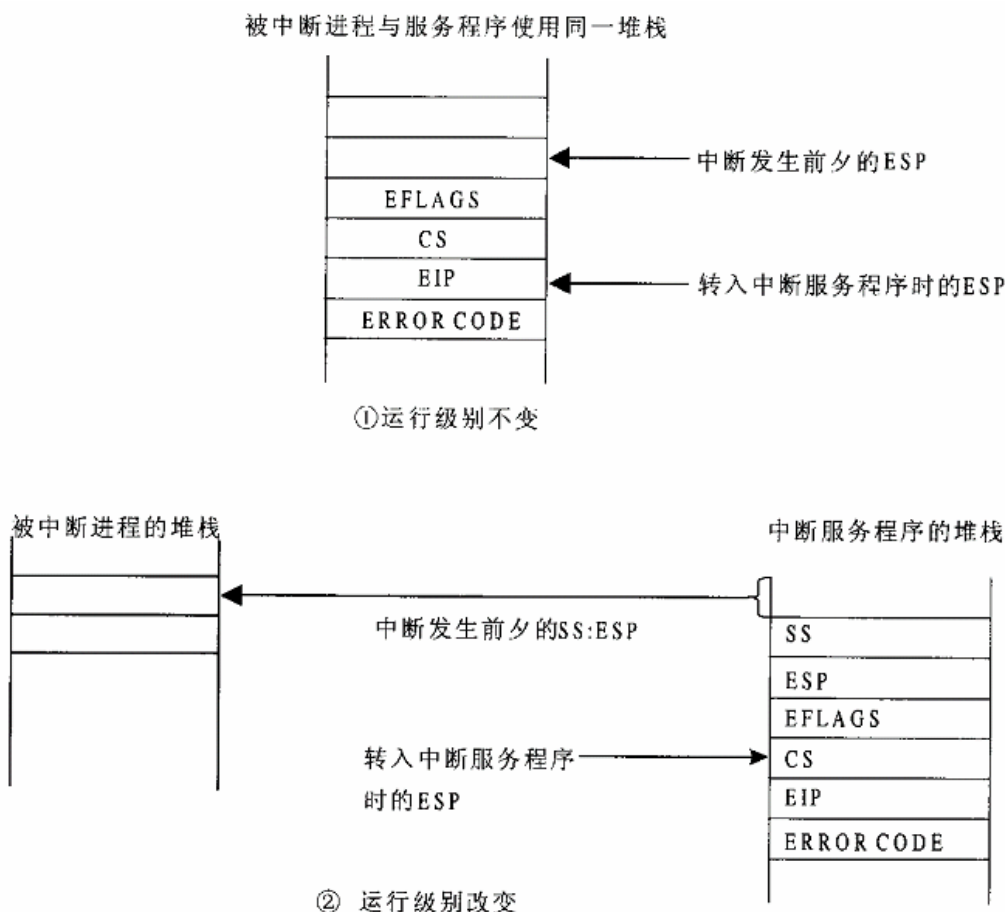 被中断进程与服务程序使用同一堆栈
中断发生前夕的ESP
EFLAGS
CS
EIP
转入中断服务程序时的ESP
ERROR CODE
①运行级别不变
被中断进程的堆栈
中断服务程序的堆栈
中断发生前夕的SS:ESP
SS
ESP
EFLAGS
转入中断服务程序
时的ESP
CS
EIP
ERROR CODE
② 运行级别改变